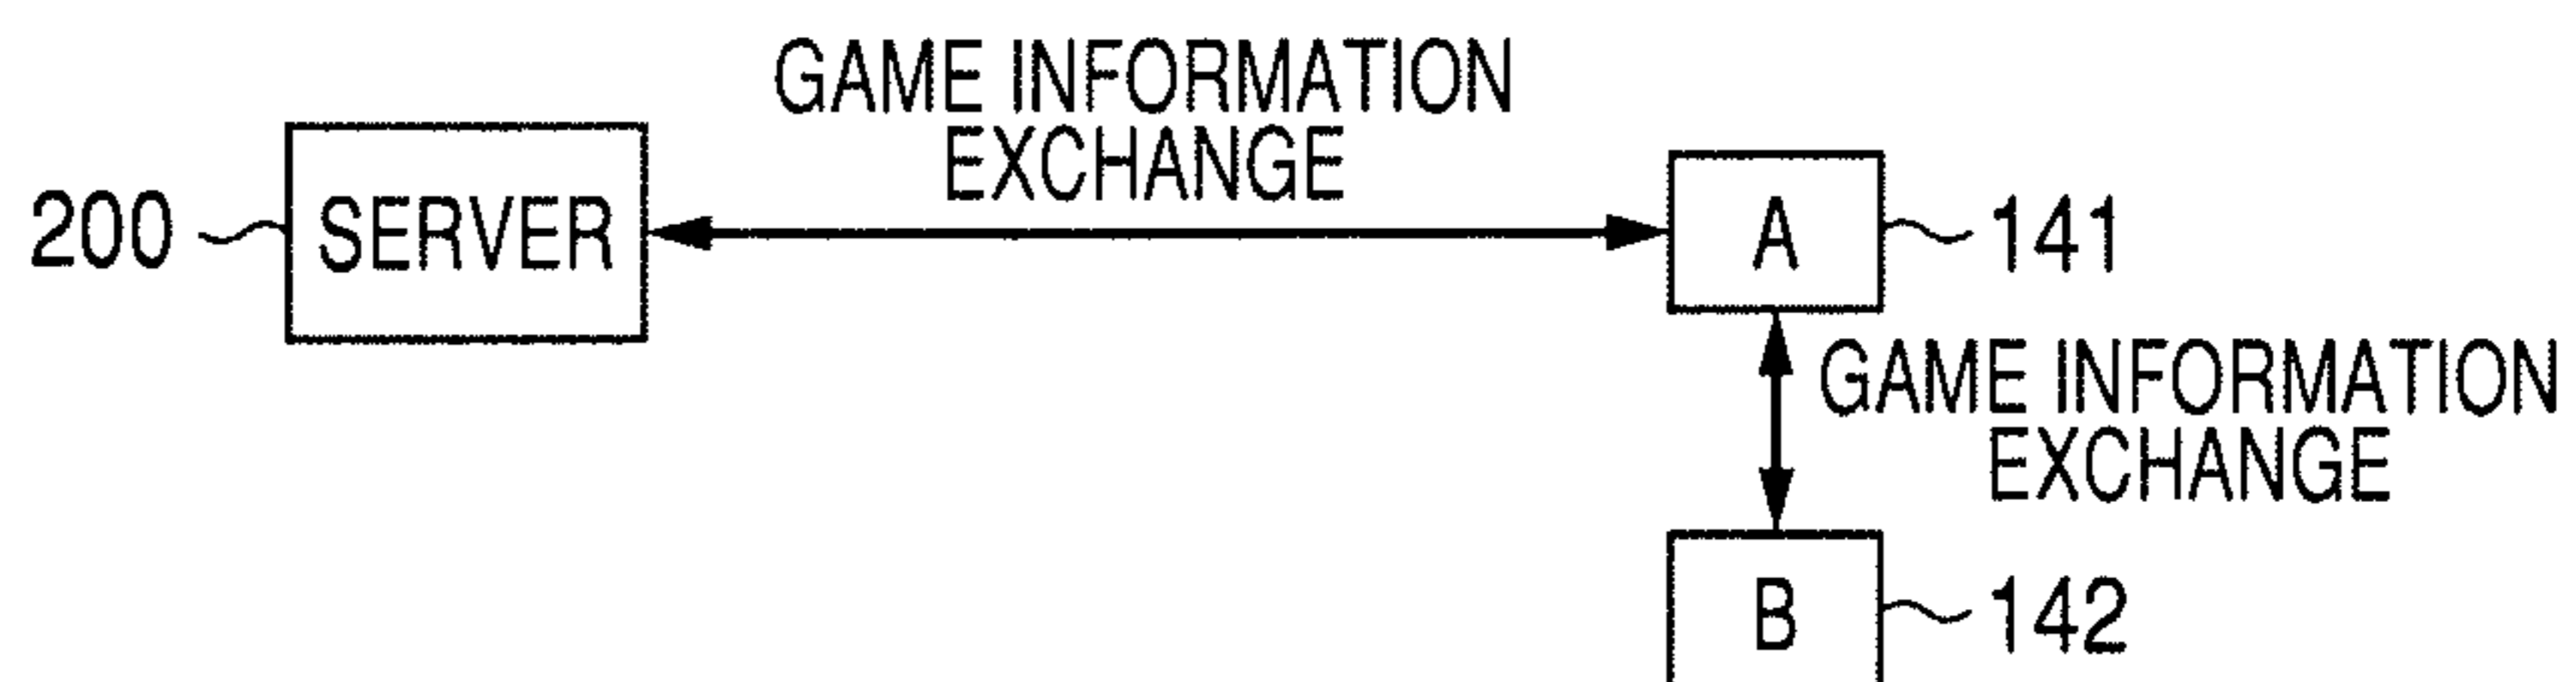 GAME INFORMATION
EXCHANGE
200
SERVER
A
141
GAME INFORMATION
EXCHANGE
B
142